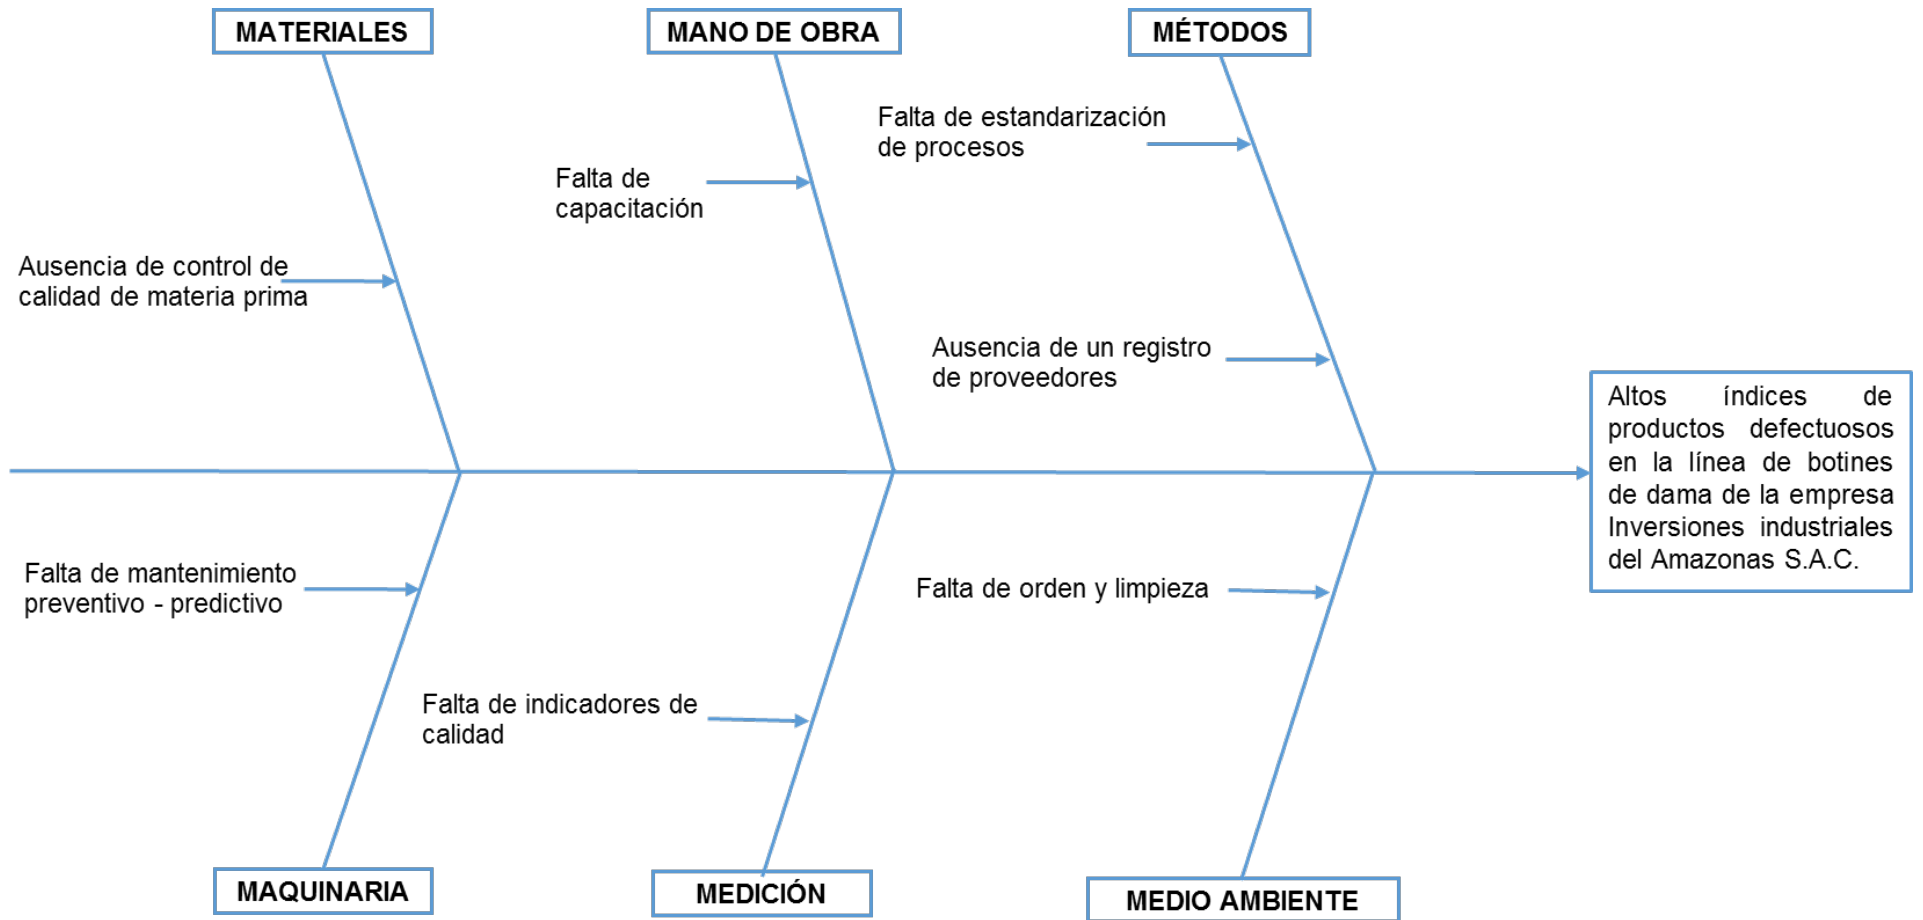 MATERIALES
MANO DE OBRA
MÉTODOS
Falta de estandarización
de procesos
Falta de
capacitación
Ausencia de control de
calidad de materia prima
Ausencia de un registro
de proveedores
Altos índices de
productos defectuosos
en la línea de botines
de dama de la empresa
Inversiones industriales
del Amazonas S.A.C.
Falta de mantenimiento
preventivo - predictivo
Falta de orden y limpieza
Falta de indicadores de
calidad
MAQUINARIA
MEDICIÓN
MEDIO AMBIENTE